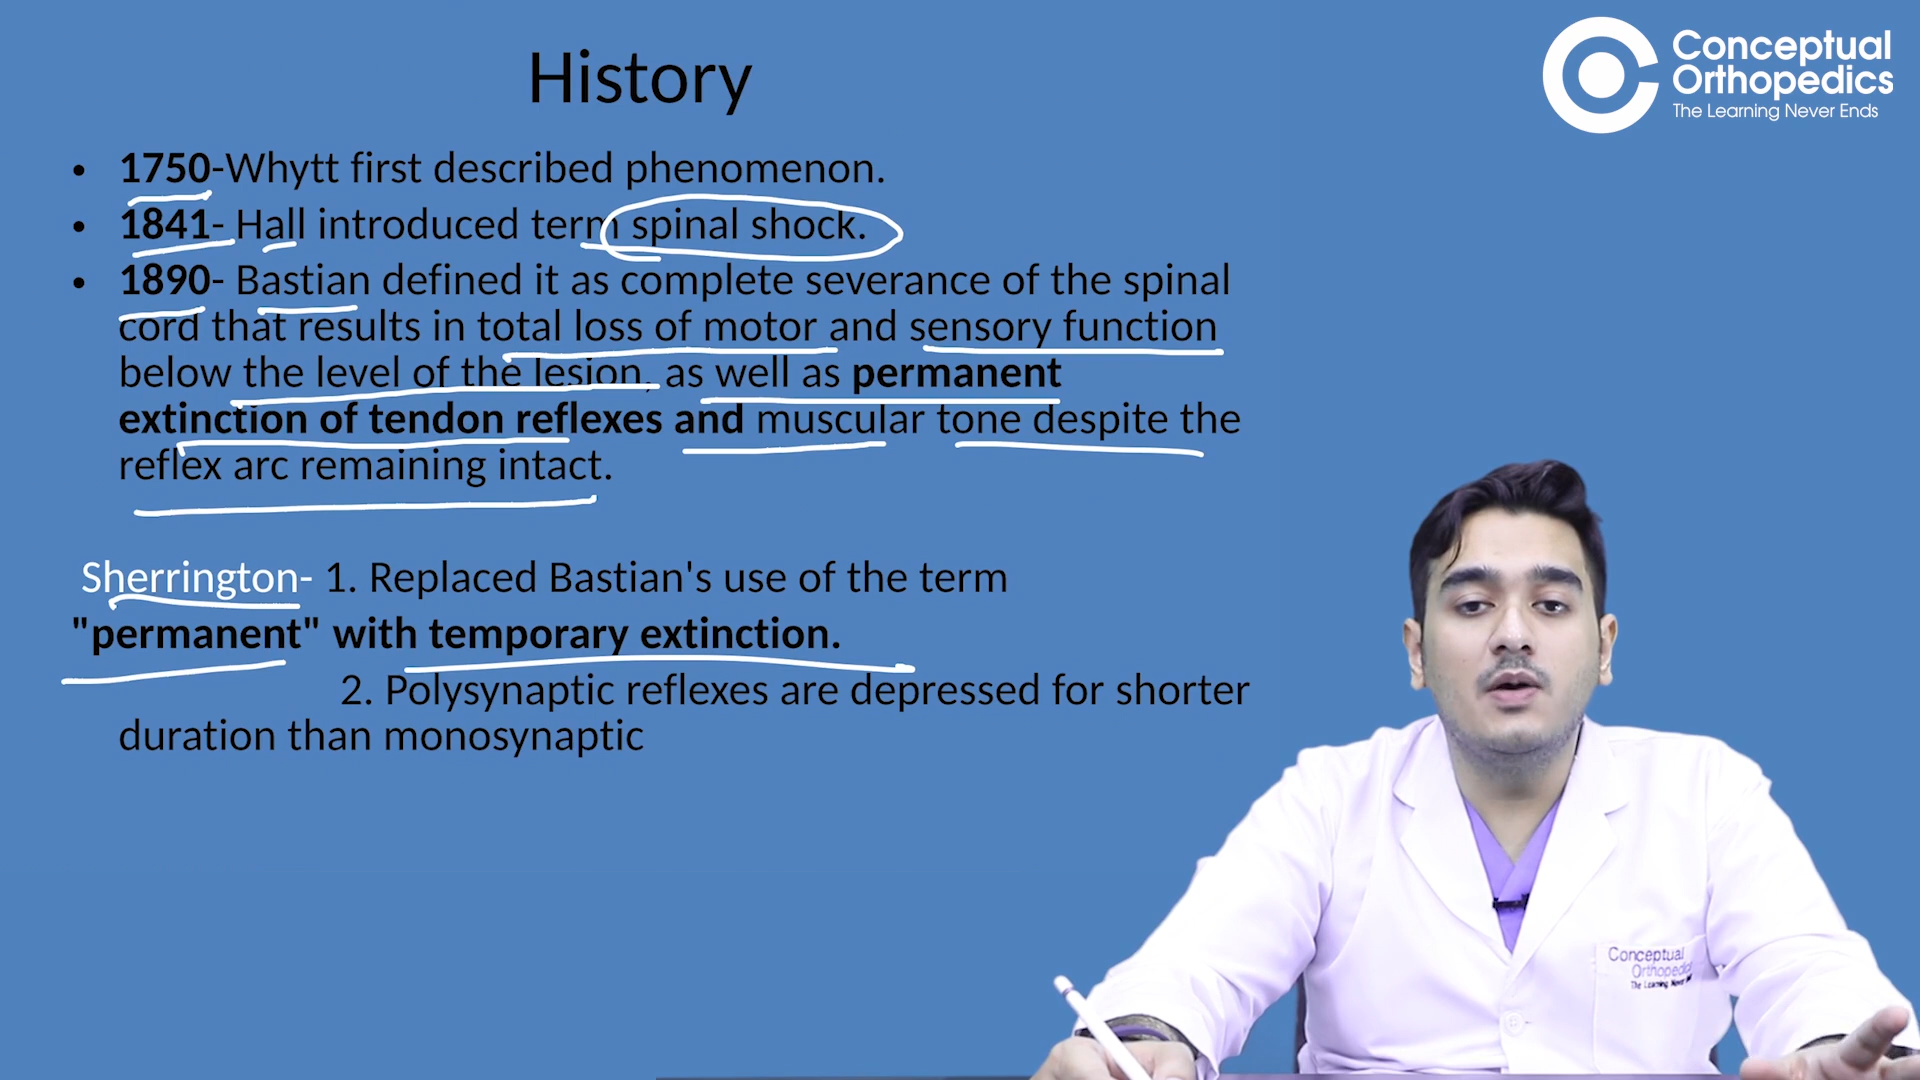 History
Conceptual
Orthopedics
The Learning Never Ends
• 1750-Whytt first described phenomenon.
• 1841- Hall introduced term spinal shock.
• 1890- Bastian defined it as complete severance of the spinal
cord that results in total loss of motor and sensory function
below the level of the lesion, as well as permanent
extinction of tendon reflexes and muscular tone despite the
reflex arc remaining intact.
Sherrington- 1. Replaced Bastian's use of the term
"permanent" with temporary extinction.
2. Polysynaptic reflexes are depressed for shorter
duration than monosynaptic
Conceptual
Orthopedics
The Learning Never